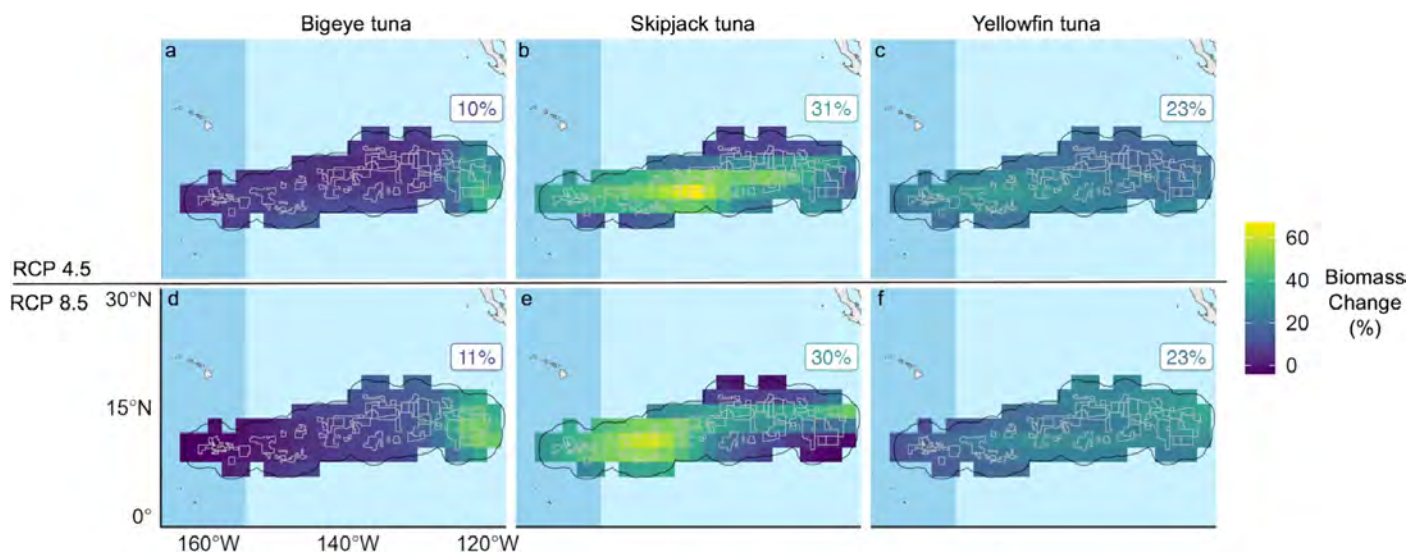 Bigeye tuna
Skipjack tuna
Yellowfin tuna
a
b
c
10%
31%
23%
RCP 4.5
RCP 8.5
d
e
f
30°N
15°N
0°
11%
30%
23%
160°W
140°W
120°W
60
40
20
0
Biomass
Change
(%)